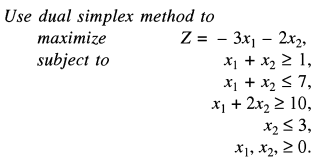 Use dual simplex method to
maximize Z = – 3x₁ – 2x₂,
subject to x₁ + x₂ ≥ 1,
x₁ + x₂ ≤ 7,
x₁ + 2x₂ ≥ 10,
x₂ ≤ 3,
x₁, x₂, ≥ 0.